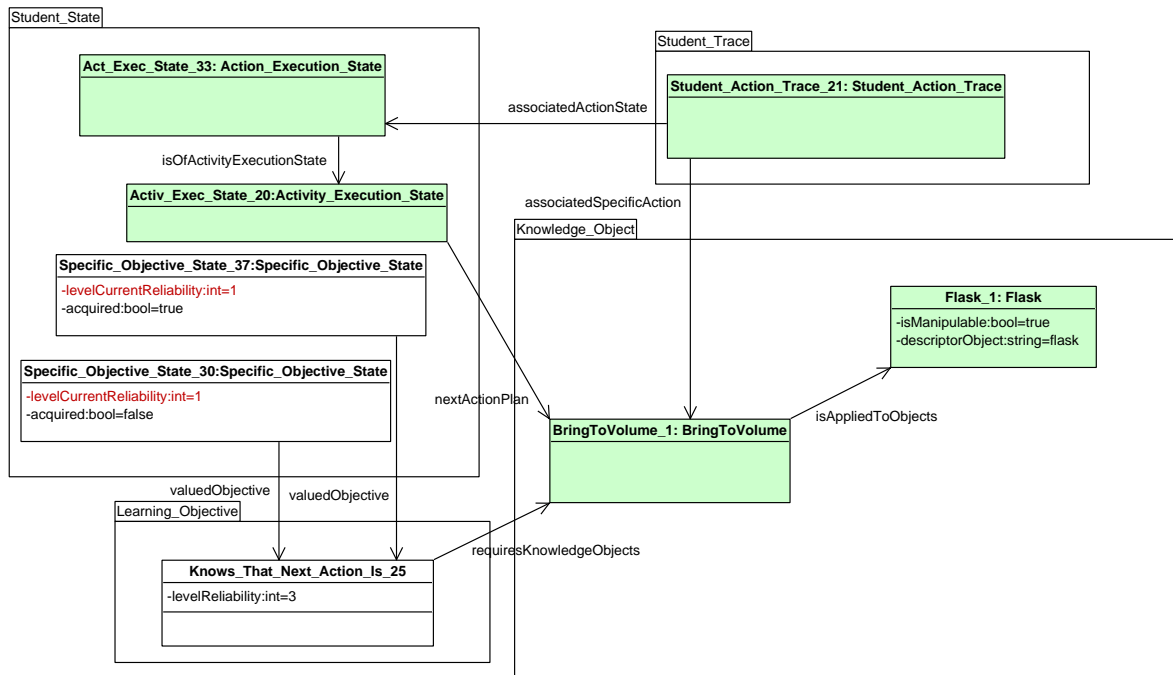 Student_State
Act_Exec_State_33: Action_Execution_State
isOfActivityExecutionState
Activ_Exec_State_20:Activity_Execution_State
Specific_Objective_State_37:Specific_Objective_State
-levelCurrentReliability:int=1
-acquired:bool=true
Specific_Objective_State_30:Specific_Objective_State
-levelCurrentReliability:int=1
-acquired:bool=false
Student_Trace
Student_Action_Trace_21: Student_Action_Trace
associatedActionState
associatedSpecificAction
Knowledge_Object
Flask_1: Flask
-isManipulable:bool=true
-descriptorObject:string=flask
nextActionPlan
isAppliedToObjects
BringToVolume_1: BringToVolume
valuedObjective
valuedObjective
Learning_Objective
requiresKnowledgeObjects
Knows_That_Next_Action_Is_25
-levelReliability:int=3